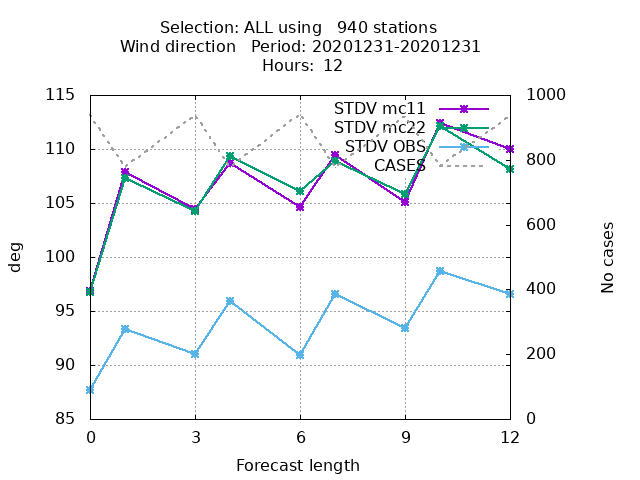 Selection: ALL using   940 stations
Wind direction   Period: 20201231-20201231
Hours:  12
STDV mc11
STDV mc22
STDV OBS
CASES
115
110
105
100
95
90
85
deg
1000
800
600
400
200
0
No cases
0 3 6 9 12
Forecast length